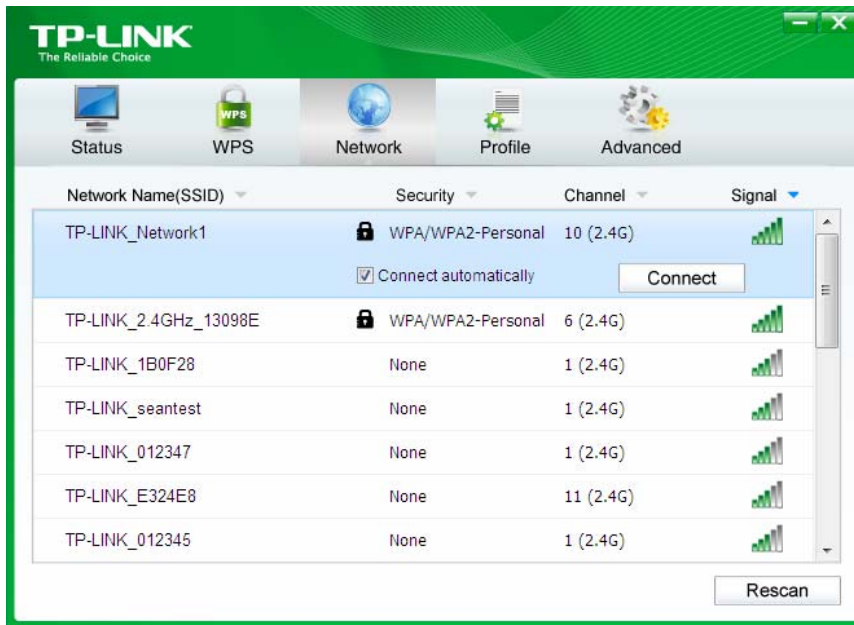 TP-LINK
The Reliable Choice
Status WPS Network Profile Advanced
WPS
Network Name(SSID) Security Channel Signal
TP-LINK_Network1 WPA/WPA2-Personal 10 (2.4G)
Connect automatically Connect
TP-LINK_2.4GHz_13098E WPA/WPA2-Personal 6 (2.4G)
TP-LINK_1B0F28 None 1 (2.4G)
TP-LINK_seantest None 1 (2.4G)
TP-LINK_012347 None 1 (2.4G)
TP-LINK_E324E8 None 11 (2.4G)
TP-LINK_012345 None 1 (2.4G)
Rescan